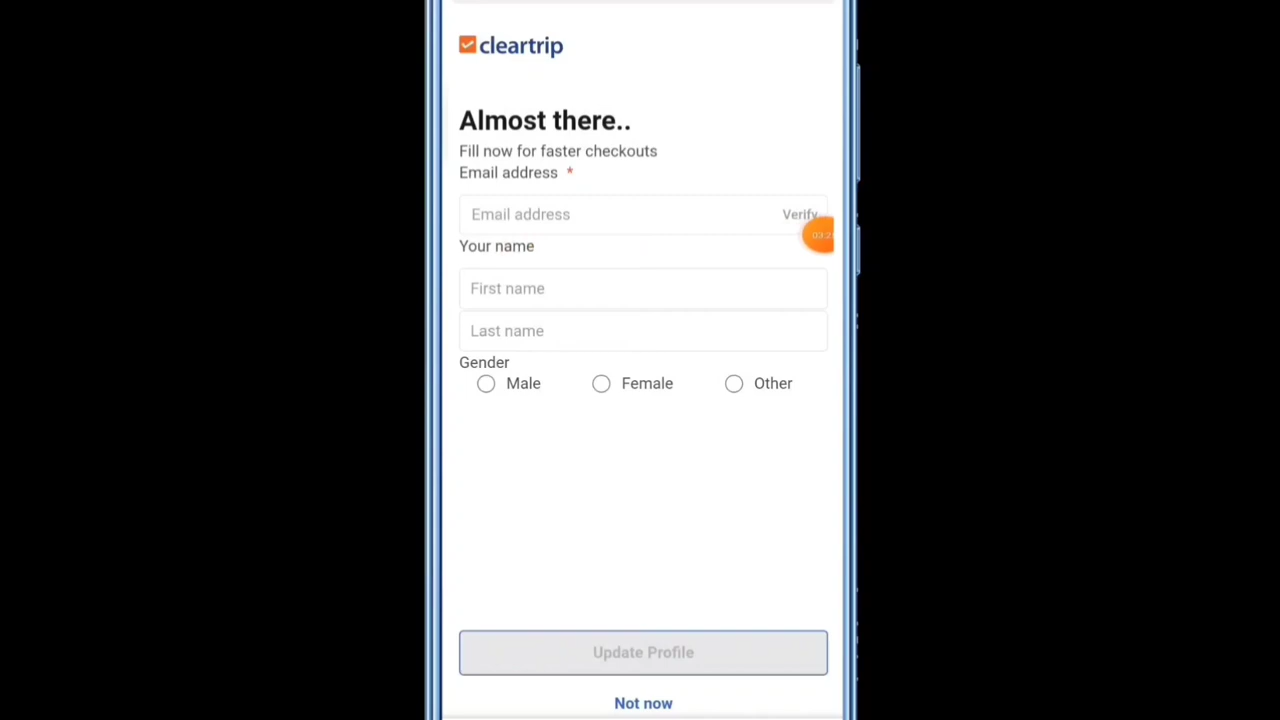 cleartrip
Almost there..
Fill now for faster checkouts
Email address *
Email address Verify
Your name
First name
Last name
Gender
Male Female Other
Update Profile
Not now